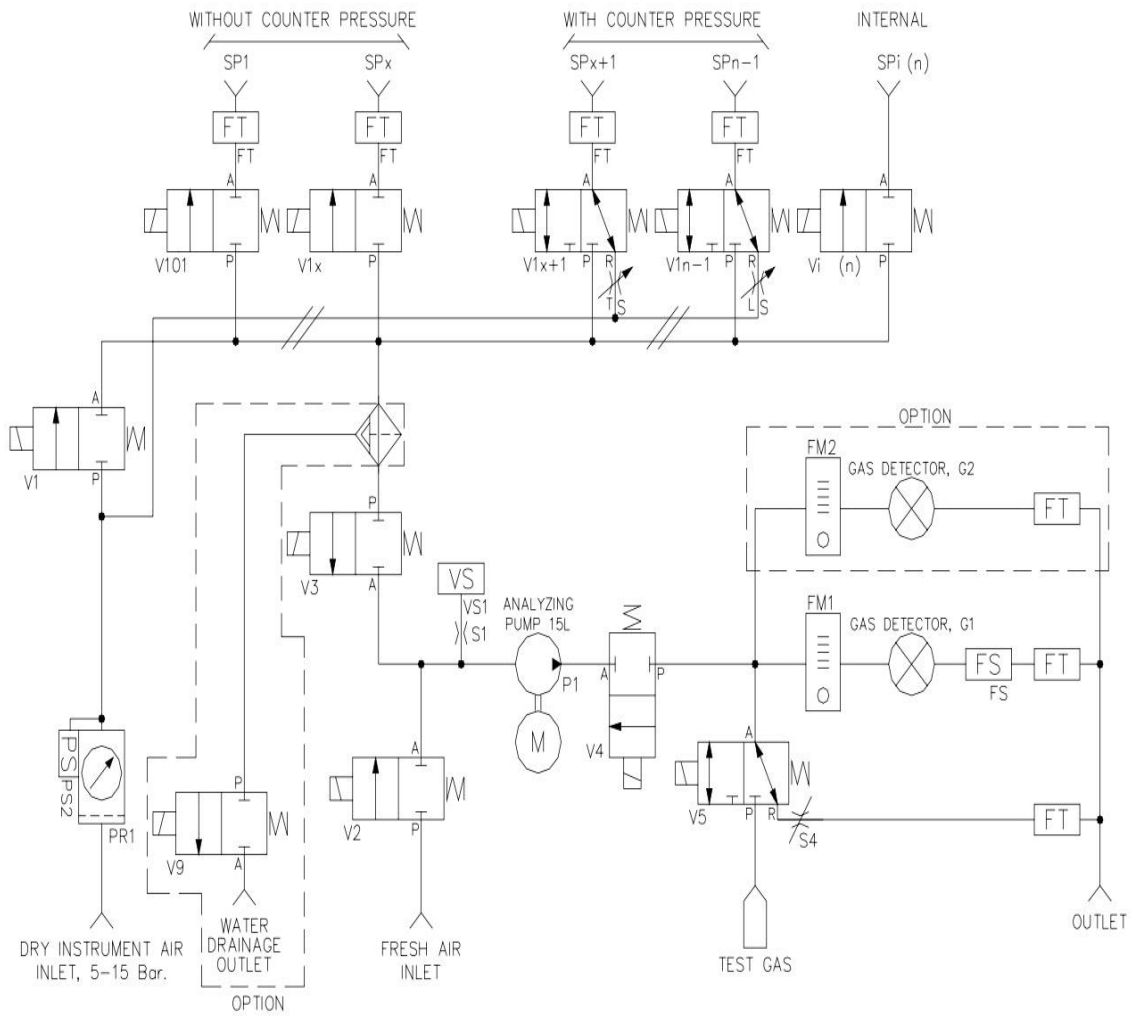 WITHOUT COUNTER PRESSURE
WITH COUNTER PRESSURE
INTERNAL
SP1
SPx
SPx+1
SPn-1
SPi (n)
FT
FT
FT
FT
FT
FT
FT
FT
A
A
A
A
A
V101
P
V1x
P
V1x+1
P
R
V1n-1
P
R
Vi (n)
P
T
S
L
S
A
V1
P
OPTION
FM2
GAS DETECTOR, G2
FT
P
V3
A
VS
VS1
S1
ANALYZING
PUMP 15L
P1
M
A
P
V4
FM1
GAS DETECTOR, G1
FS
FS
FT
PS
PS2
PR1
P
V9
A
A
V2
P
A
V5
P
R
S4
FT
DRY INSTRUMENT AIR
INLET, 5-15 Bar.
WATER
DRAINAGE
OUTLET
OPTION
FRESH AIR
INLET
TEST GAS
OUTLET